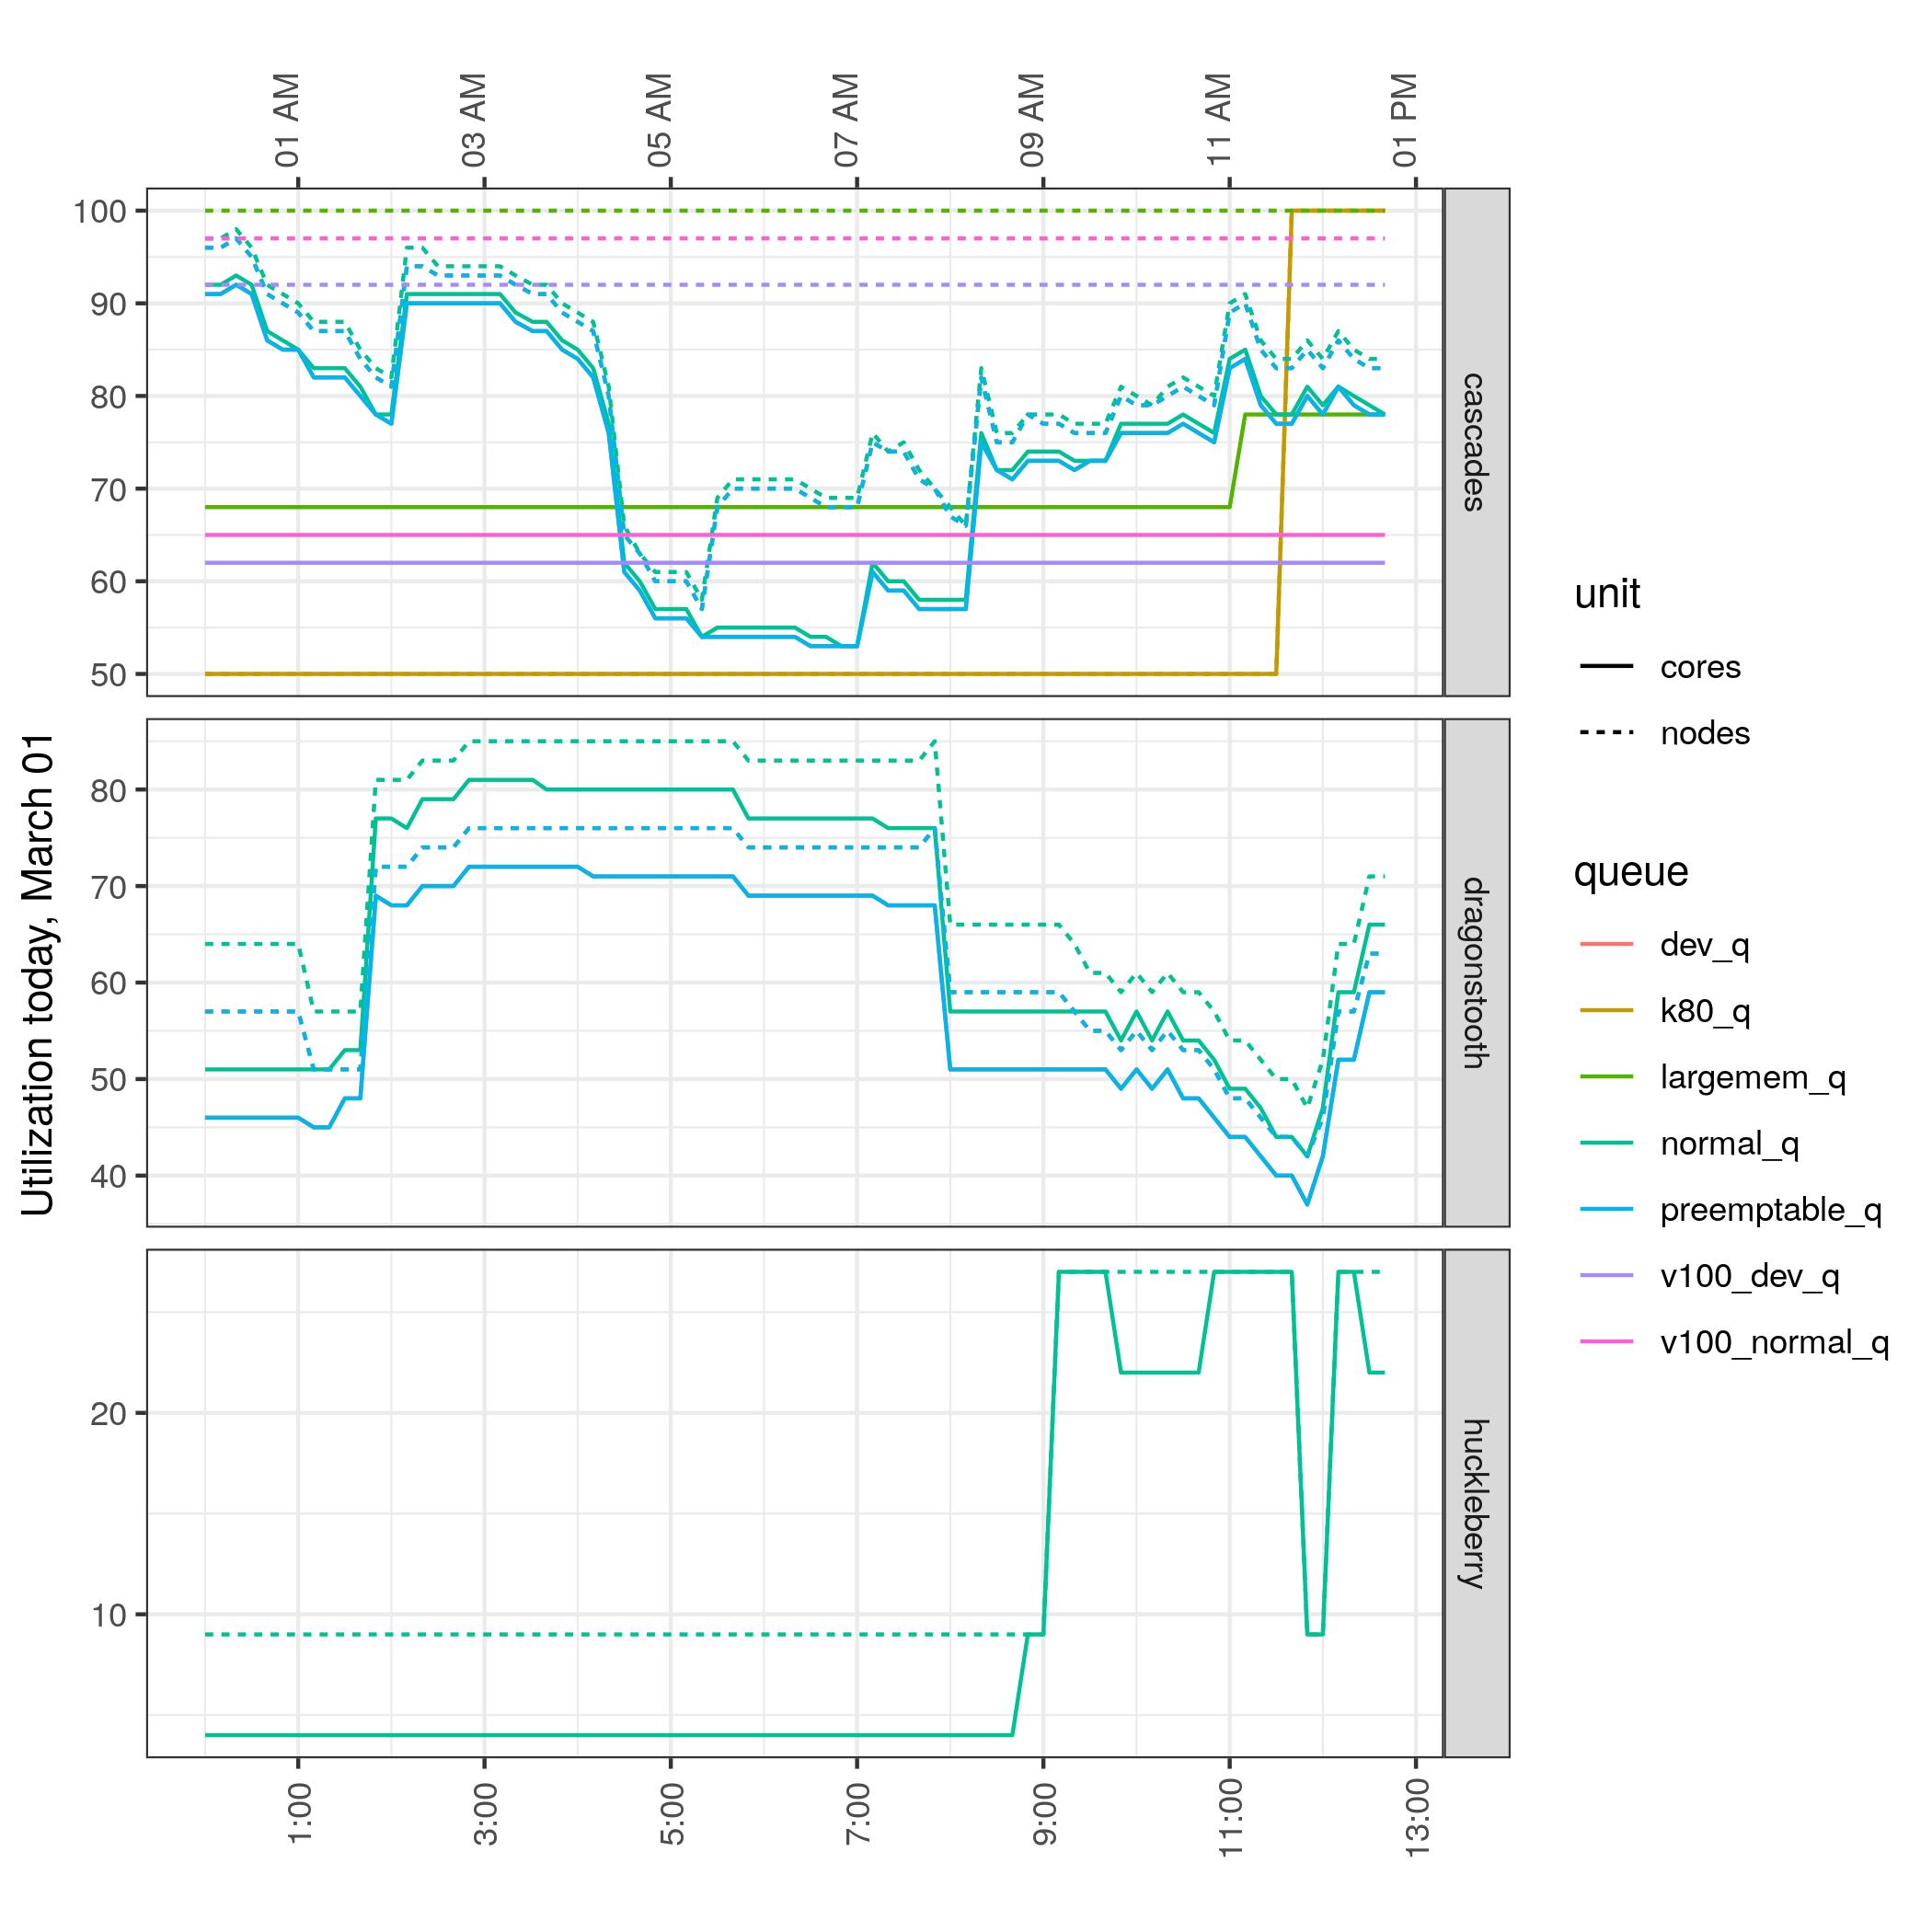 01 AM
03 AM
05 AM
07 AM
09 AM
11 AM
01 PM
Utilization today, March 01
100
90
80
70
60
50
cascades
80
70
60
50
40
dragonstooth
20
10
huckleberry
1:00
3:00
5:00
7:00
9:00
11:00
13:00
unit
cores
nodes
queue
dev_q
k80_q
largemem_q
normal_q
preemptable_q
v100_dev_q
v100_normal_q